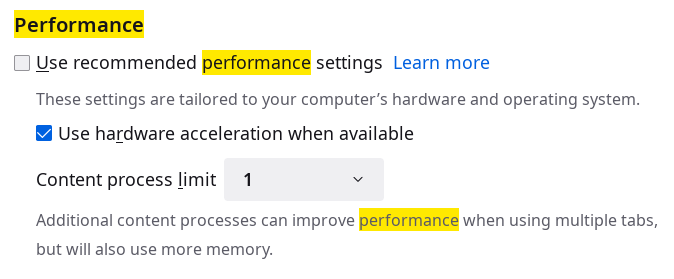 Performance
Use recommended performance settings Learn more
These settings are tailored to your computer’s hardware and operating system.
Use hardware acceleration when available
Content process limit 1
Additional content processes can improve performance when using multiple tabs,
but will also use more memory.